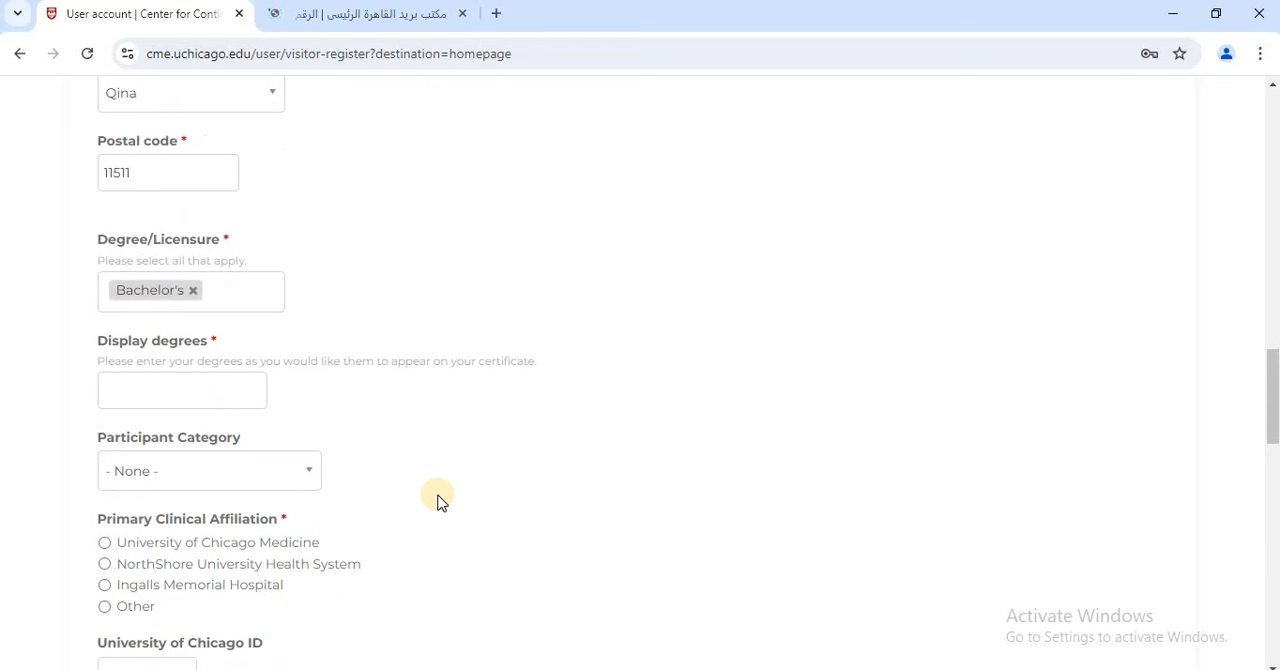 User account | Center for Conti
مكتب بريد القاهرة الرئيسي | الرقم
cme.uchicago.edu/user/visitor-register?destination=homepage
Qina
Postal code *
11511
Degree/Licensure *
Please select all that apply.
Bachelor's
Display degrees *
Please enter your degrees as you would like them to appear on your certificate.
Participant Category
- None -
Primary Clinical Affiliation *
University of Chicago Medicine
NorthShore University Health System
Ingalls Memorial Hospital
Other
University of Chicago ID
Activate Windows
Go to Settings to activate Windows.